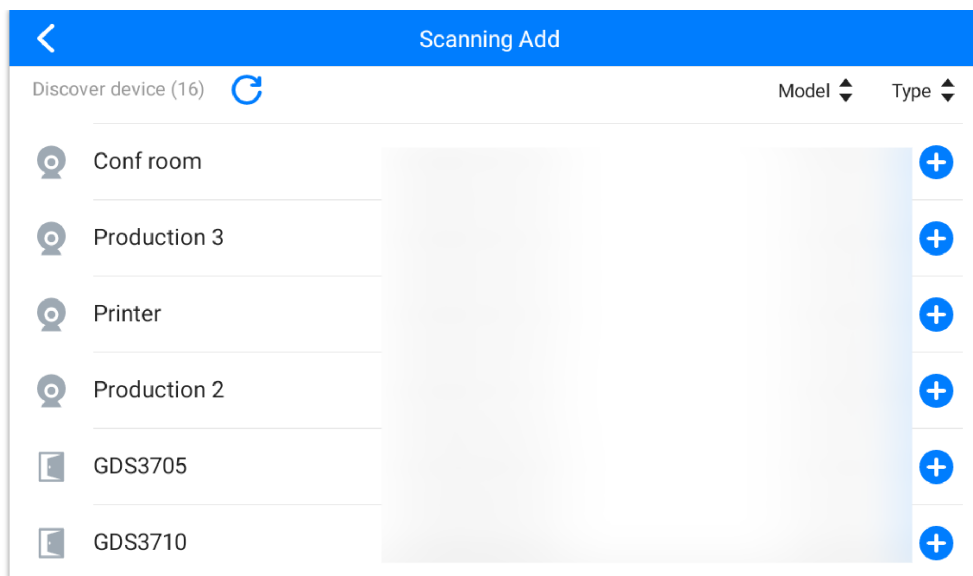 Scanning Add
Discover device (16) Model Type
Conf room
Production 3
Printer
Production 2
GDS3705
GDS3710